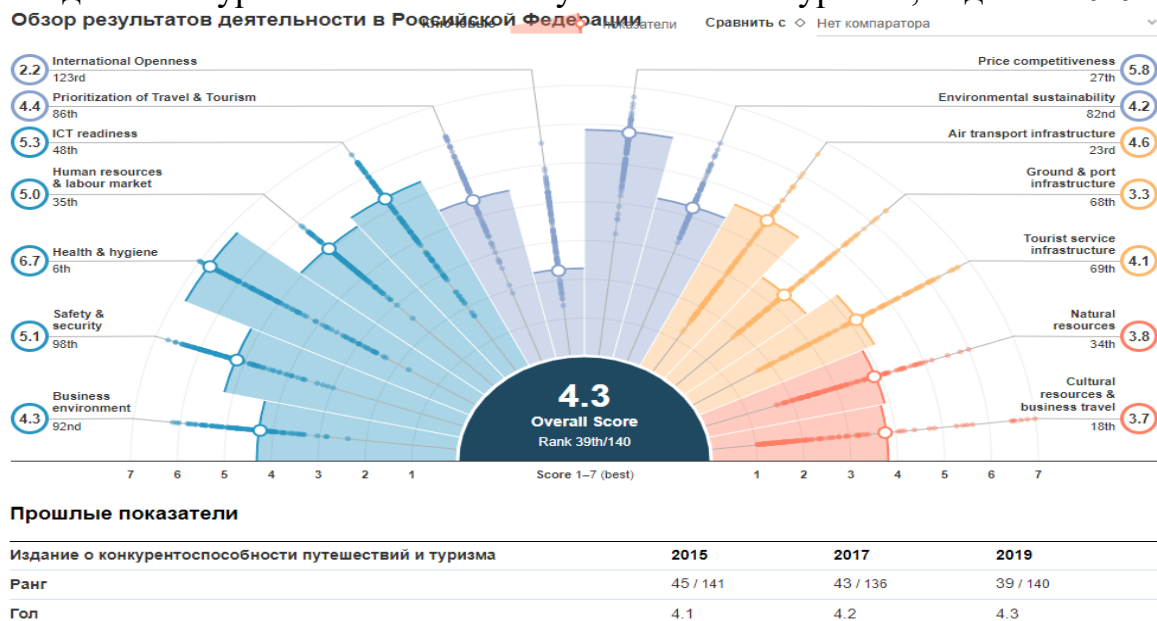 Обзор результатов деятельности в Российской Федерации
Ключевые показатели
Сравнить с
Нет компаратора
2.2
International Openness
123rd
4.4
Prioritization of Travel & Tourism
86th
5.3
ICT readiness
48th
5.0
Human resources
& labour market
35th
6.7
Health & hygiene
6th
5.1
Safety &
security
98th
4.3
Business
environment
92nd
Price competitiveness
27th
5.8
Environmental sustainability
82nd
4.2
Air transport infrastructure
23rd
4.6
Ground & port
infrastructure
68th
3.3
Tourist service
infrastructure
69th
4.1
Natural
resources
34th
3.8
Cultural
resources &
business travel
18th
3.7
4.3
Overall Score
Rank 39th/140
7 6 5 4 3 2 1 Score 1–7 (best) 1 2 3 4 5 6 7
Прошлые показатели
Издание о конкурентоспособности путешествий и туризма 2015 2017 2019
Ранг 45 / 141 43 / 136 39 / 140
Гол 4.1 4.2 4.3